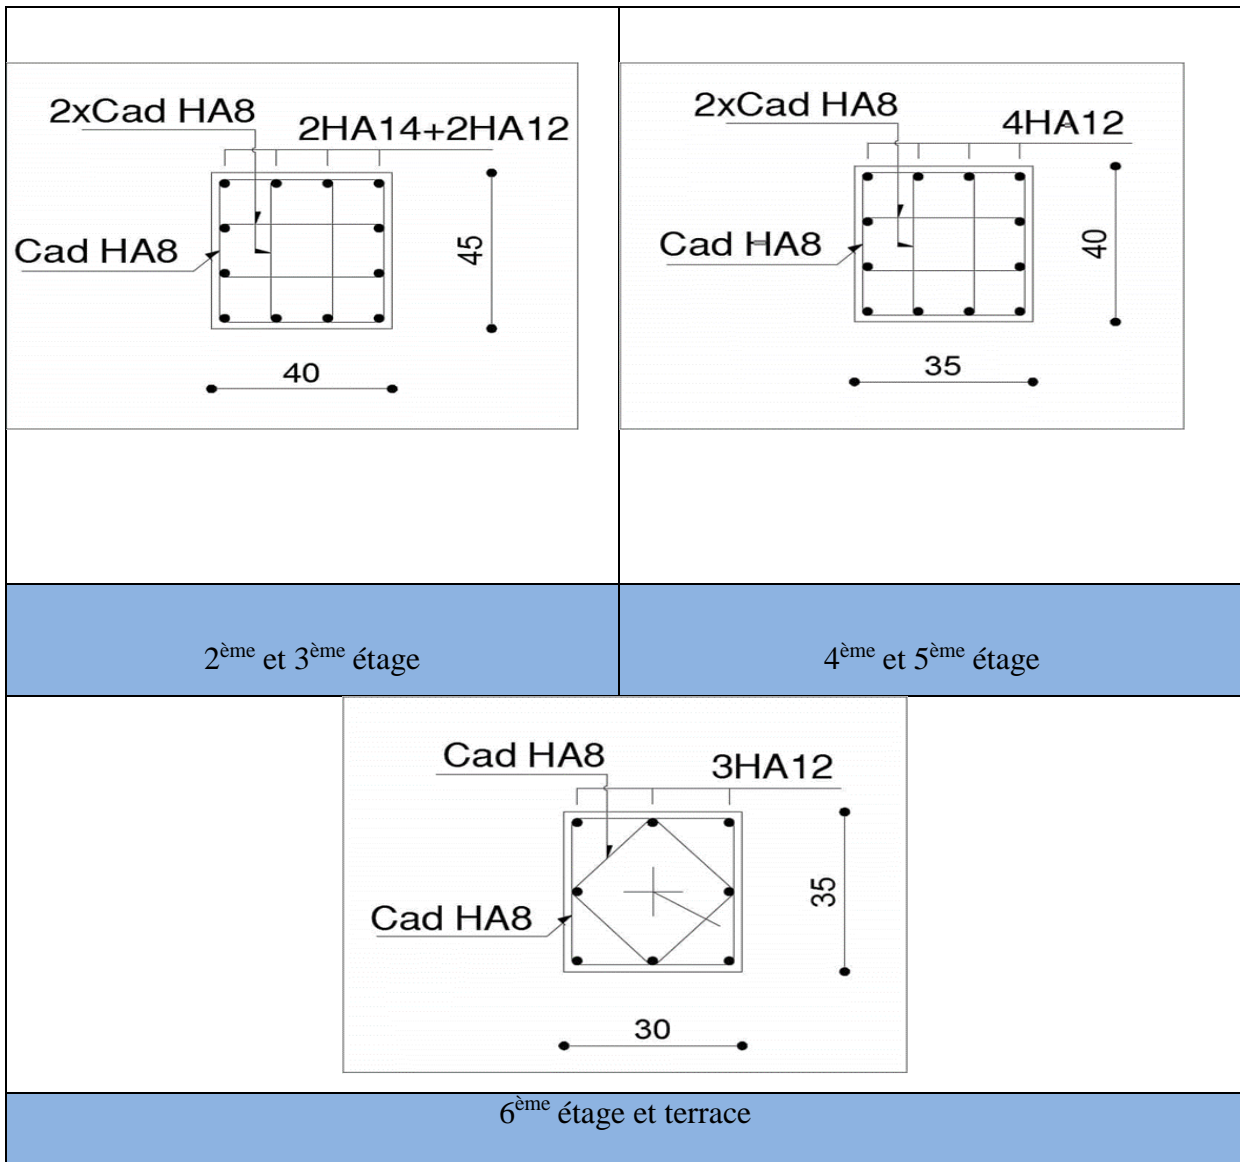 2xCad HA8
2HA14+2HA12
Cad HA8
45
40
2xCad HA8
4HA12
Cad HA8
40
35
2ème et 3ème étage
4ème et 5ème étage
Cad HA8
3HA12
Cad HA8
35
30
6ème étage et terrace